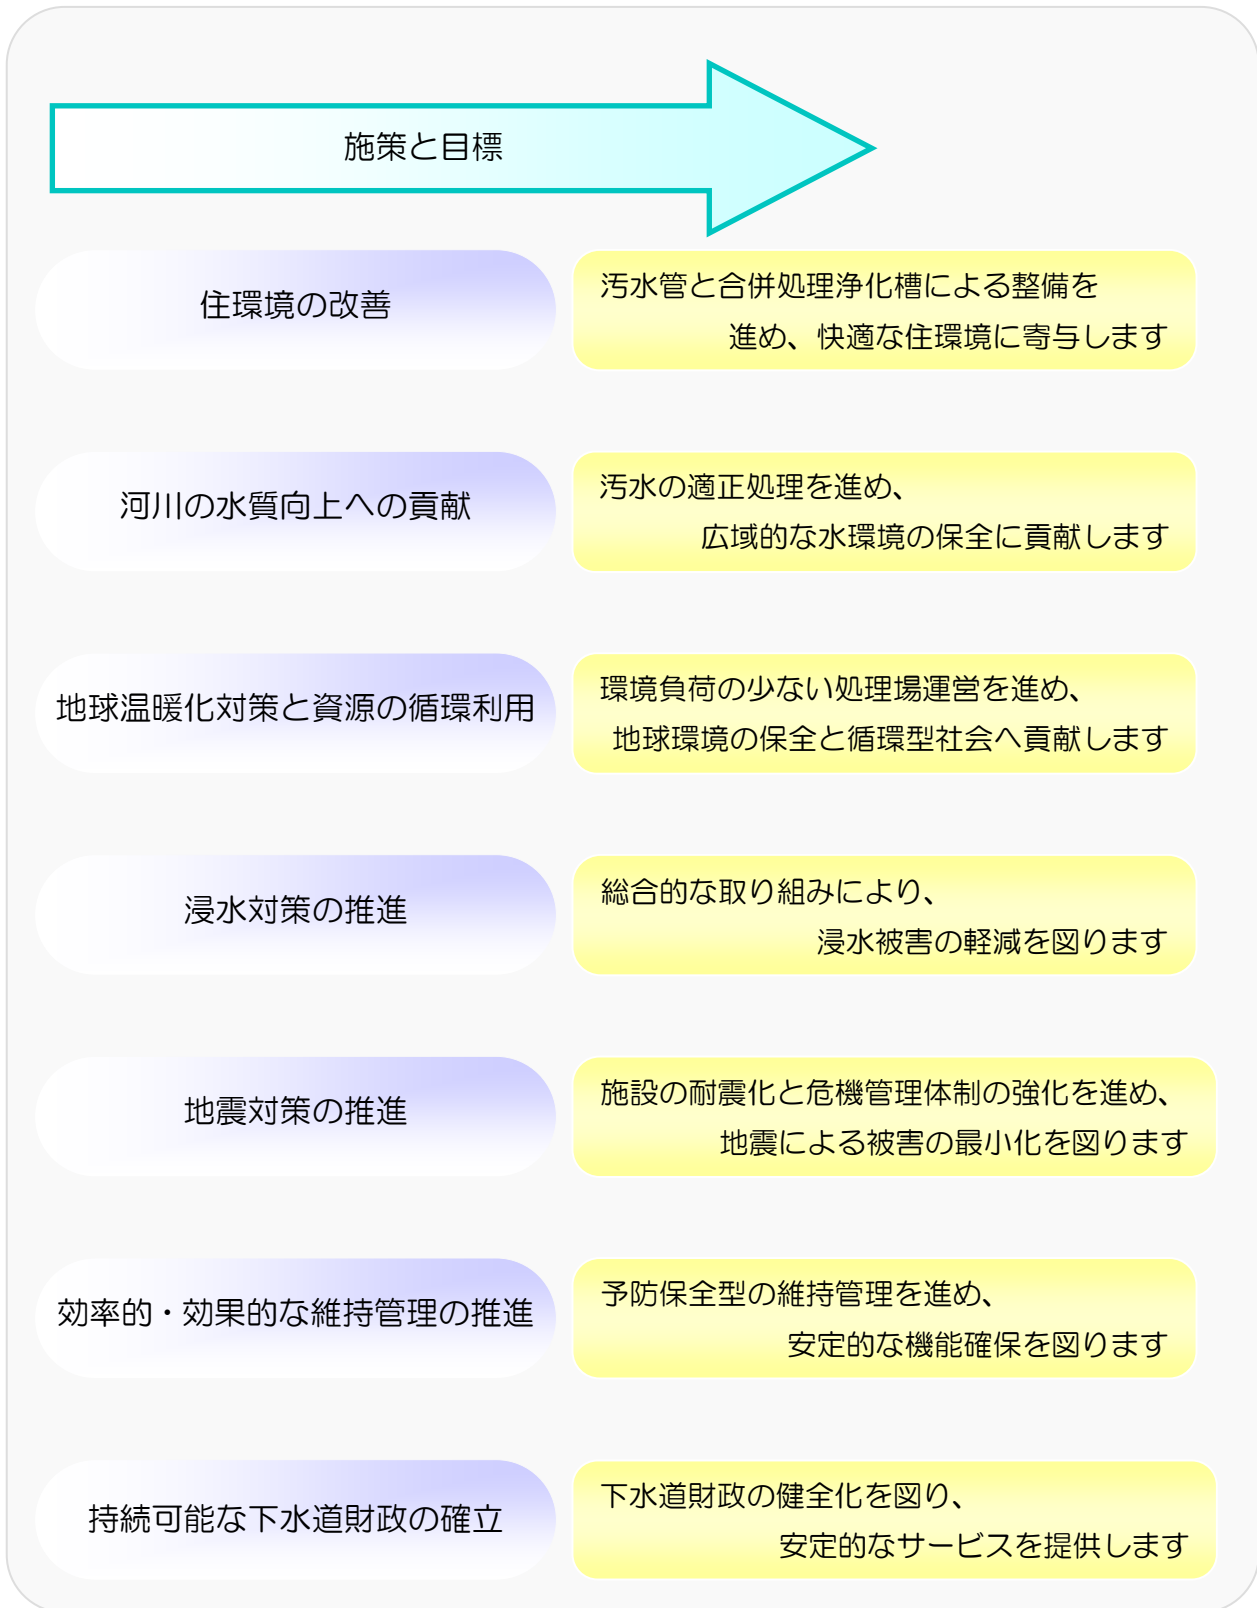 施策と目標
住環境の改善
汚水管と合併処理浄化槽による整備を
進め、快適な住環境に寄与します
河川の水質向上への貢献
汚水の適正処理を進め、
広域的な水環境の保全に貢献します
地球温暖化対策と資源の循環利用
環境負荷の少ない処理場運営を進め、
地球環境の保全と循環型社会へ貢献します
浸水対策の推進
総合的な取り組みにより、
浸水被害の軽減を図ります
地震対策の推進
施設の耐震化と危機管理体制の強化を進め、
地震による被害の最小化を図ります
効率的・効果的な維持管理の推進
予防保全型の維持管理を進め、
安定的な機能確保を図ります
持続可能な下水道財政の確立
下水道財政の健全化を図り、
安定的なサービスを提供します